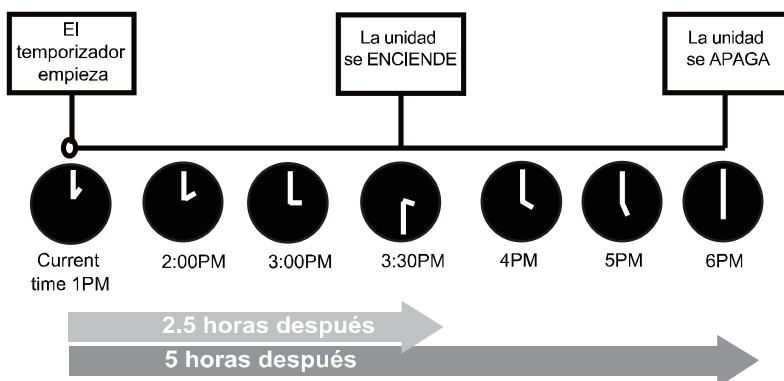 El
temporizador
empieza
La unidad
se ENCIENDE
La unidad
se APAGA
Current
time 1PM
2:00PM
3:00PM
3:30PM
4PM
5PM
6PM
2.5 horas después
5 horas después